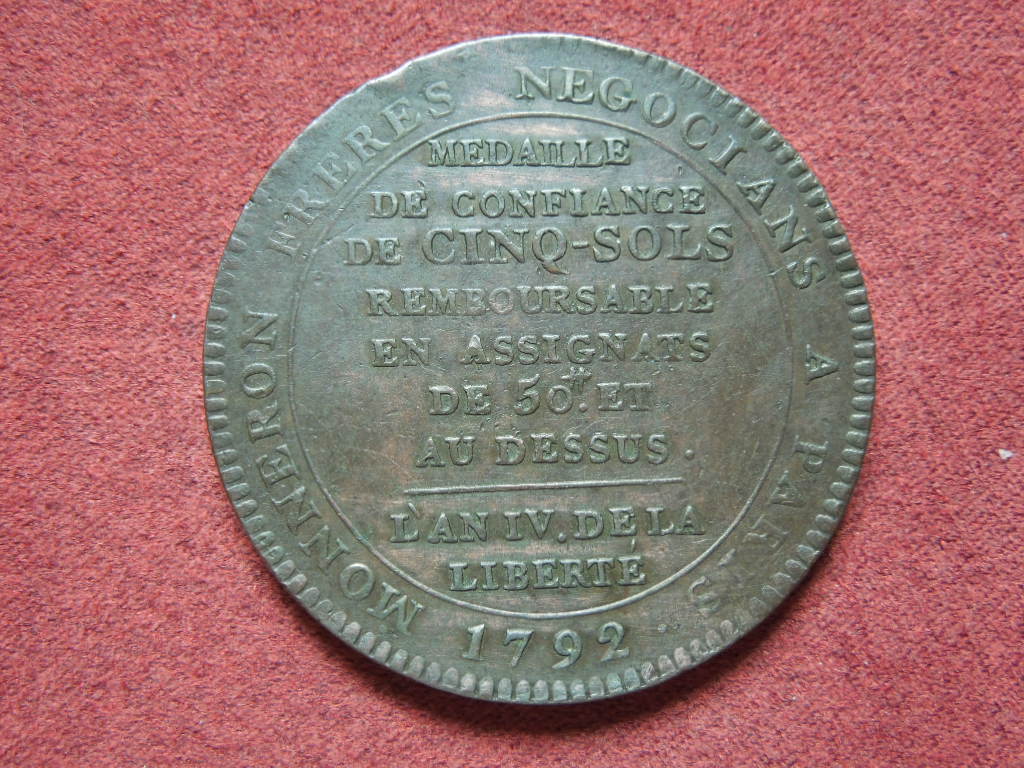 MONNERON FRERES NEGOCIANS A PARIS
1792
MEDAILLE
DE CONFIANCE
DE CINQ-SOLS
REMBOURSABLE
EN ASSIGNATS
DE 50.# ET
AU DESSUS.
L'AN IV. DE LA
LIBERTÉ